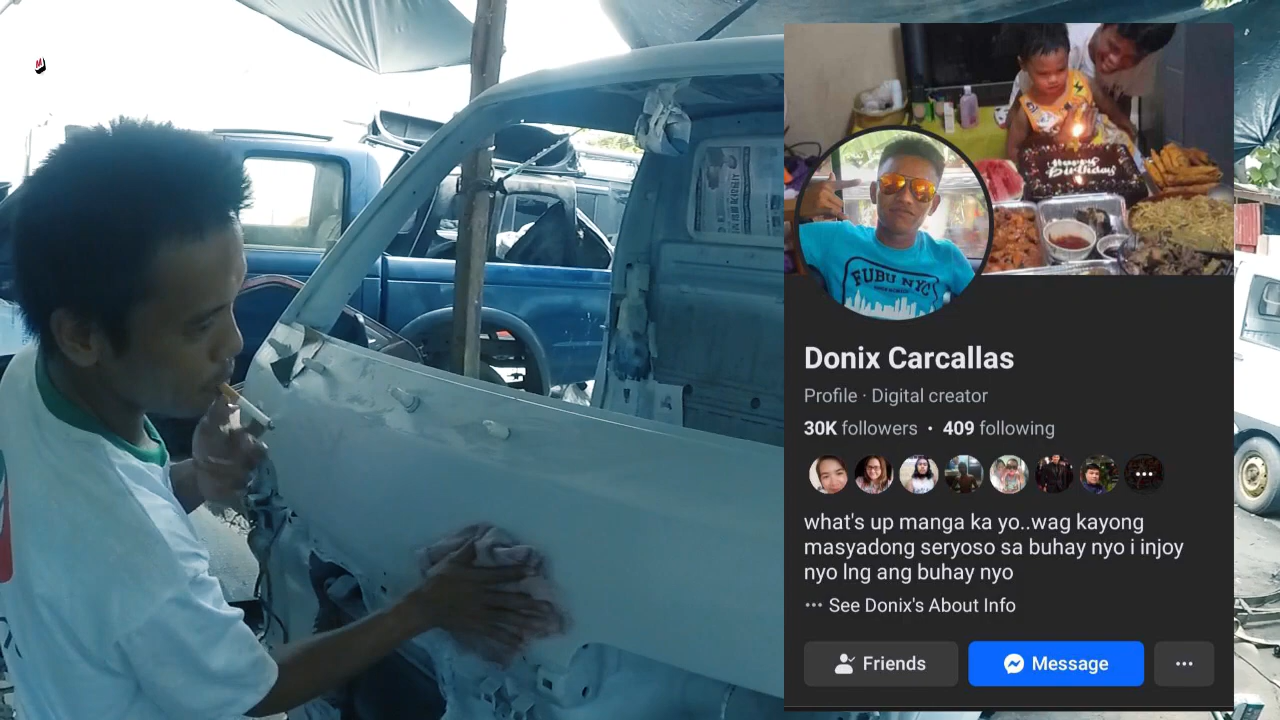 FUBU NYC
Happy
Birthday
Donix Carcallas
Profile · Digital creator
30K followers • 409 following
what's up manga ka yo..wag kayong
masyadong seryoso sa buhay nyo i injoy
nyo lng ang buhay nyo
··· See Donix's About Info
Friends
Message